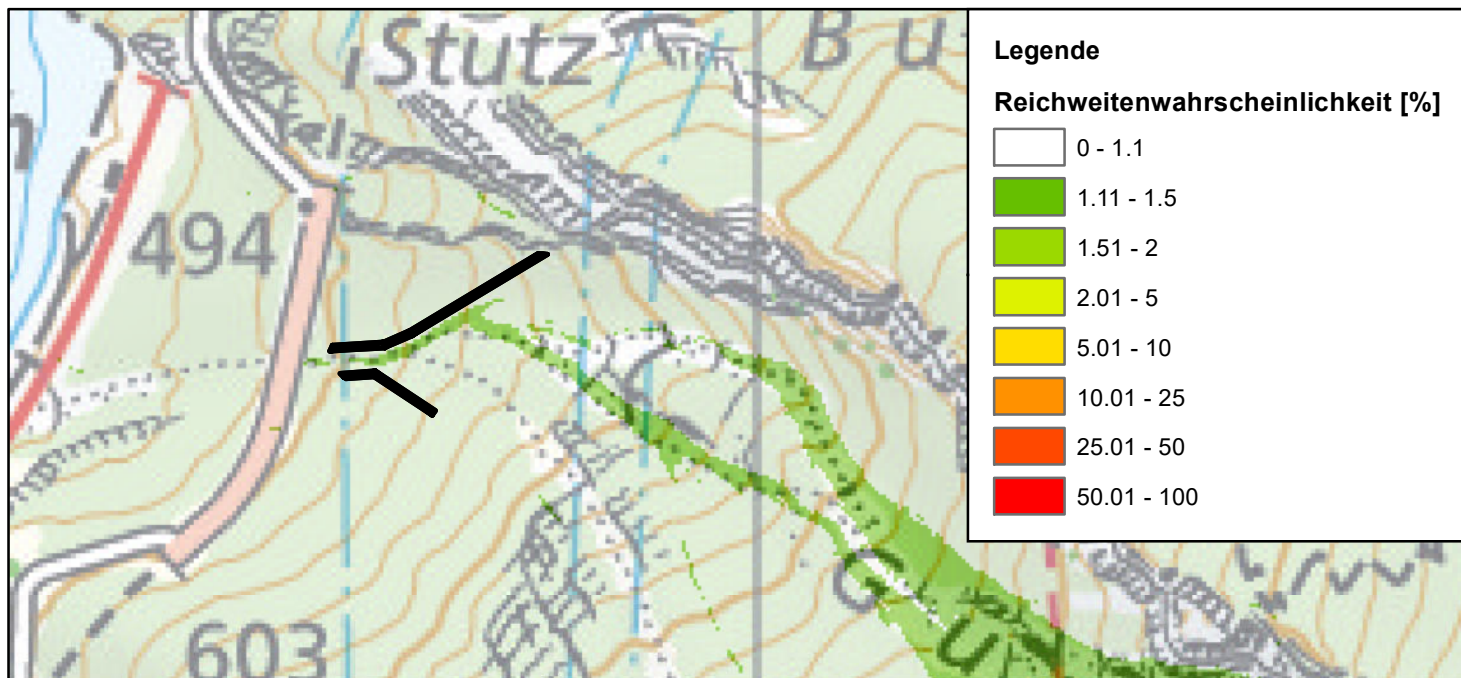 Stutz
B u
494
603
Legende
Reichweitenwahrscheinlichkeit [%]
0 - 1.1
1.11 - 1.5
1.51 - 2
2.01 - 5
5.01 - 10
10.01 - 25
25.01 - 50
50.01 - 100